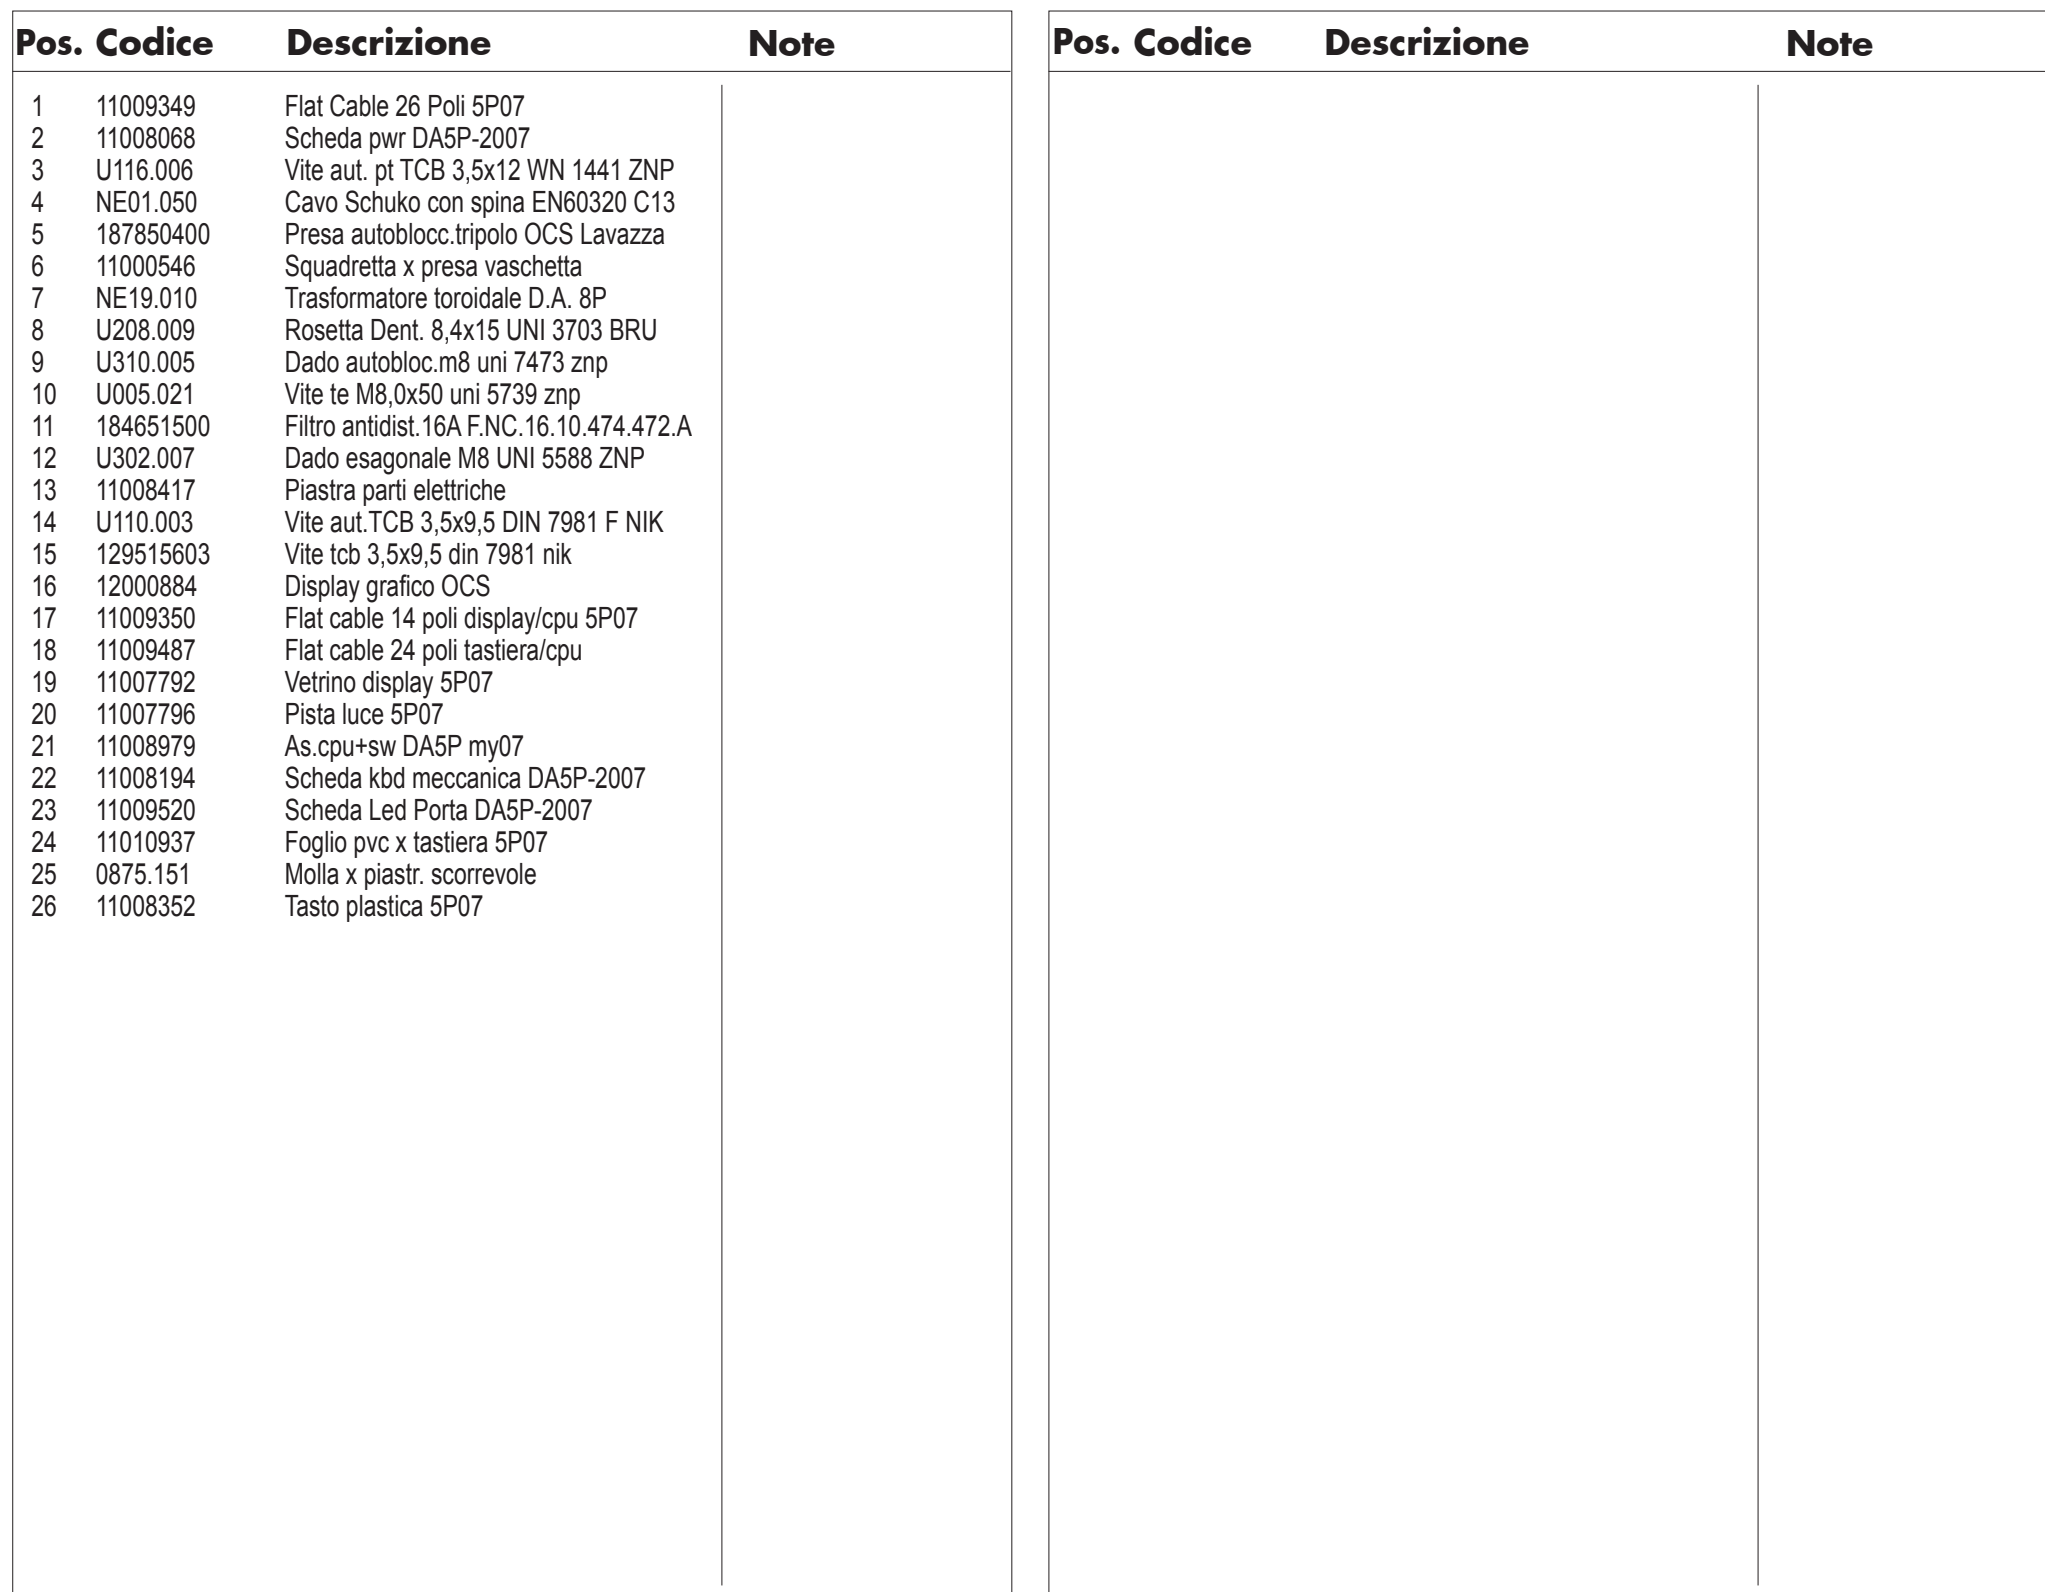 Pos. Codice Descrizione Note
1 11009349 Flat Cable 26 Poli 5P07
2 11008068 Scheda pwr DA5P-2007
3 U116.006 Vite aut. pt TCB 3,5x12 WN 1441 ZNP
4 NE01.050 Cavo Schuko con spina EN60320 C13
5 187850400 Presa autoblocc.tripolo OCS Lavazza
6 11000546 Squadretta x presa vaschetta
7 NE19.010 Trasformatore toroidale D.A. 8P
8 U208.009 Rosetta Dent. 8,4x15 UNI 3703 BRU
9 U310.005 Dado autobloc.m8 uni 7473 znp
10 U005.021 Vite te M8,0x50 uni 5739 znp
11 184651500 Filtro antidist.16A F.NC.16.10.474.472.A
12 U302.007 Dado esagonale M8 UNI 5588 ZNP
13 11008417 Piastra parti elettriche
14 U110.003 Vite aut.TCB 3,5x9,5 DIN 7981 F NIK
15 129515603 Vite tcb 3,5x9,5 din 7981 nik
16 12000884 Display grafico OCS
17 11009350 Flat cable 14 poli display/cpu 5P07
18 11009487 Flat cable 24 poli tastiera/cpu
19 11007792 Vetrino display 5P07
20 11007796 Pista luce 5P07
21 11008979 As.cpu+sw DA5P my07
22 11008194 Scheda kbd meccanica DA5P-2007
23 11009520 Scheda Led Porta DA5P-2007
24 11010937 Foglio pvc x tastiera 5P07
25 0875.151 Molla x piastr. scorrevole
26 11008352 Tasto plastica 5P07
Pos. Codice Descrizione Note